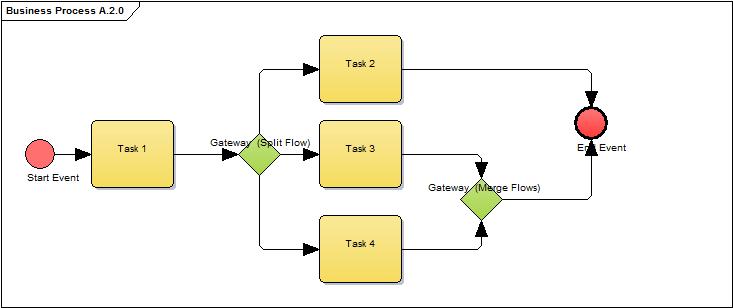 Business Process A.2.0
Task 2
Task 1
Gateway (Split Flow)
Task 3
End Event
Start Event
Gateway (Merge Flows)
Task 4